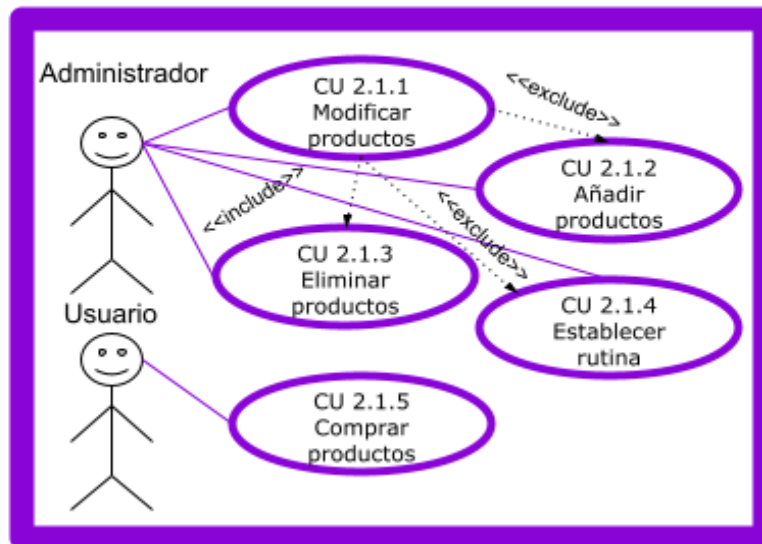 Administrador
CU 2.1.1
Modificar
productos
<<exclude>>
CU 2.1.2
Añadir
productos
<<include>>
<<exclude>>
CU 2.1.3
Eliminar
productos
CU 2.1.4
Establecer
rutina
Usuario
CU 2.1.5
Comprar
productos